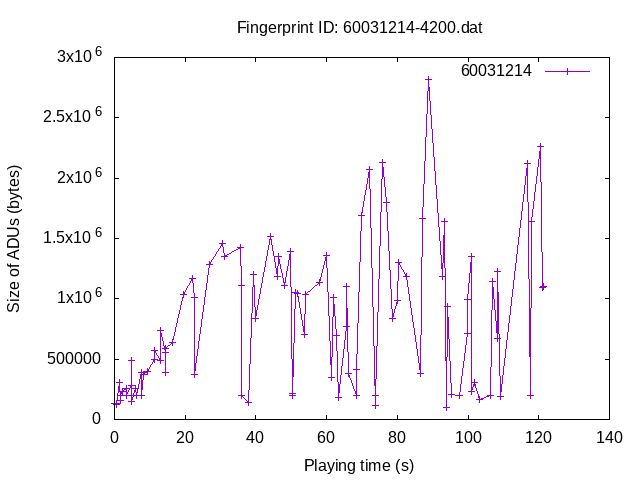 Fingerprint ID: 60031214-4200.dat
60031214
Size of ADUs (bytes)
3x10^6
2.5x10^6
2x10^6
1.5x10^6
1x10^6
500000
0
0 20 40 60 80 100 120 140
Playing time (s)